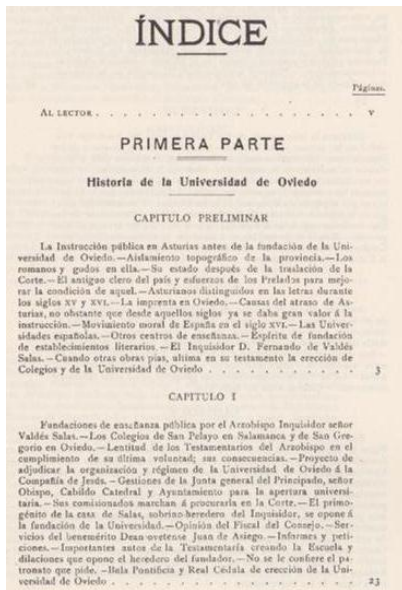 ÍNDICE
Páginas.
AL LECTOR . . . . . . . . . . . . . . . . . . . V
PRIMERA PARTE
Historia de la Universidad de Oviedo
CAPITULO PRELIMINAR
La Instrucción pública en Asturias antes de la fundación de la Uni-
versidad de Oviedo.—Aislamiento topográfico de la provincia.—Los
romanos y godos en ella.—Su estado después de la traslación de la
Corte.—El antiguo clero del país y esfuerzos de los Prelados para mejo-
rar la condición de aquel.—Asturianos distinguidos en las letras durante
los siglos XV y XVI.—La imprenta en Oviedo.—Causas del atraso de As-
turias, no obstante que desde aquellos siglos ya se daba gran valor á la
instrucción.—Movimiento moral de España en el siglo XVI.—Las Univer-
sidades españolas.—Otros centros de enseñanza.—Espíritu de fundación
de establecimientos literarios.—El Inquisidor D. Fernando de Valdés
Salas.—Cuando otras obras pías, ultima en su testamento la erección de
Colegios y de la Universidad de Oviedo . . . . . . . . . . . 3
CAPITULO I
Fundaciones de enseñanza pública por el Arzobispo Inquisidor señor
Valdés Salas.—Los Colegios de San Pelayo en Salamanca y de San Gre-
gorio en Oviedo.—Lentitud de los Testamentarios del Arzobispo en el
cumplimiento de su última voluntad; sus consecuencias.—Proyecto de
adjudicar la organización y régimen de la Universidad de Oviedo á la
Compañía de Jesús.—Gestiones de la Junta general del Principado, señor
Obispo, Cabildo Catedral y Ayuntamiento para la apertura universi-
taria.—Sus comisionados marchan á procurarla en la Corte.—El primo-
génito de la casa de Salas, sobrino-heredero del Inquisidor, se opone á
la fundación de la Universidad.—Opinión del Fiscal del Consejo.—Ser-
vicios del benemérito Dean ovetense Juan de Asiego.—Informes y peti-
ciones.—Importantes autos de la Testamentaría creando la Escuela y
dilaciones que opone el heredero del fundador.—No se le confiere el pa-
tronato que pide.—Bula Pontificia y Real Cédula de erección de la Uni-
versidad de Oviedo . . . . . . . . . . . . . . . . . 23